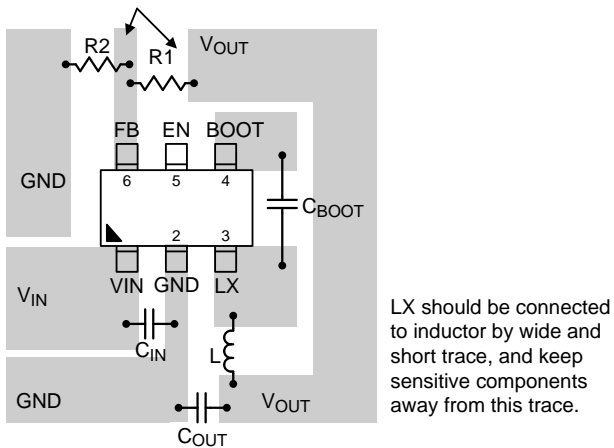 R2
R1
VOUT
FB EN BOOT
6 5 4
GND
CBOOT
2 3
VIN
VIN GND LX
CIN
L
GND
VOUT
COUT
LX should be connected
to inductor by wide and
short trace, and keep
sensitive components
away from this trace.